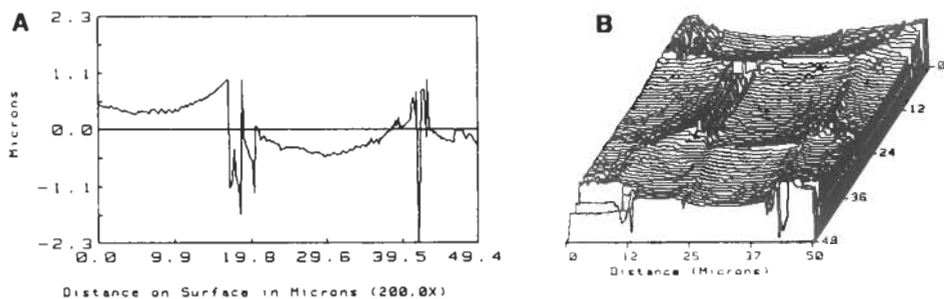 A
2.3
1.1
0.0
-1.1
-2.3
Microns
0.0 9.9 19.8 29.6 39.5 49.4
Distance on Surface in Microns (200.0X)
B
0
12
24
36
48
0 12 25 37 50
Distance (Microns)